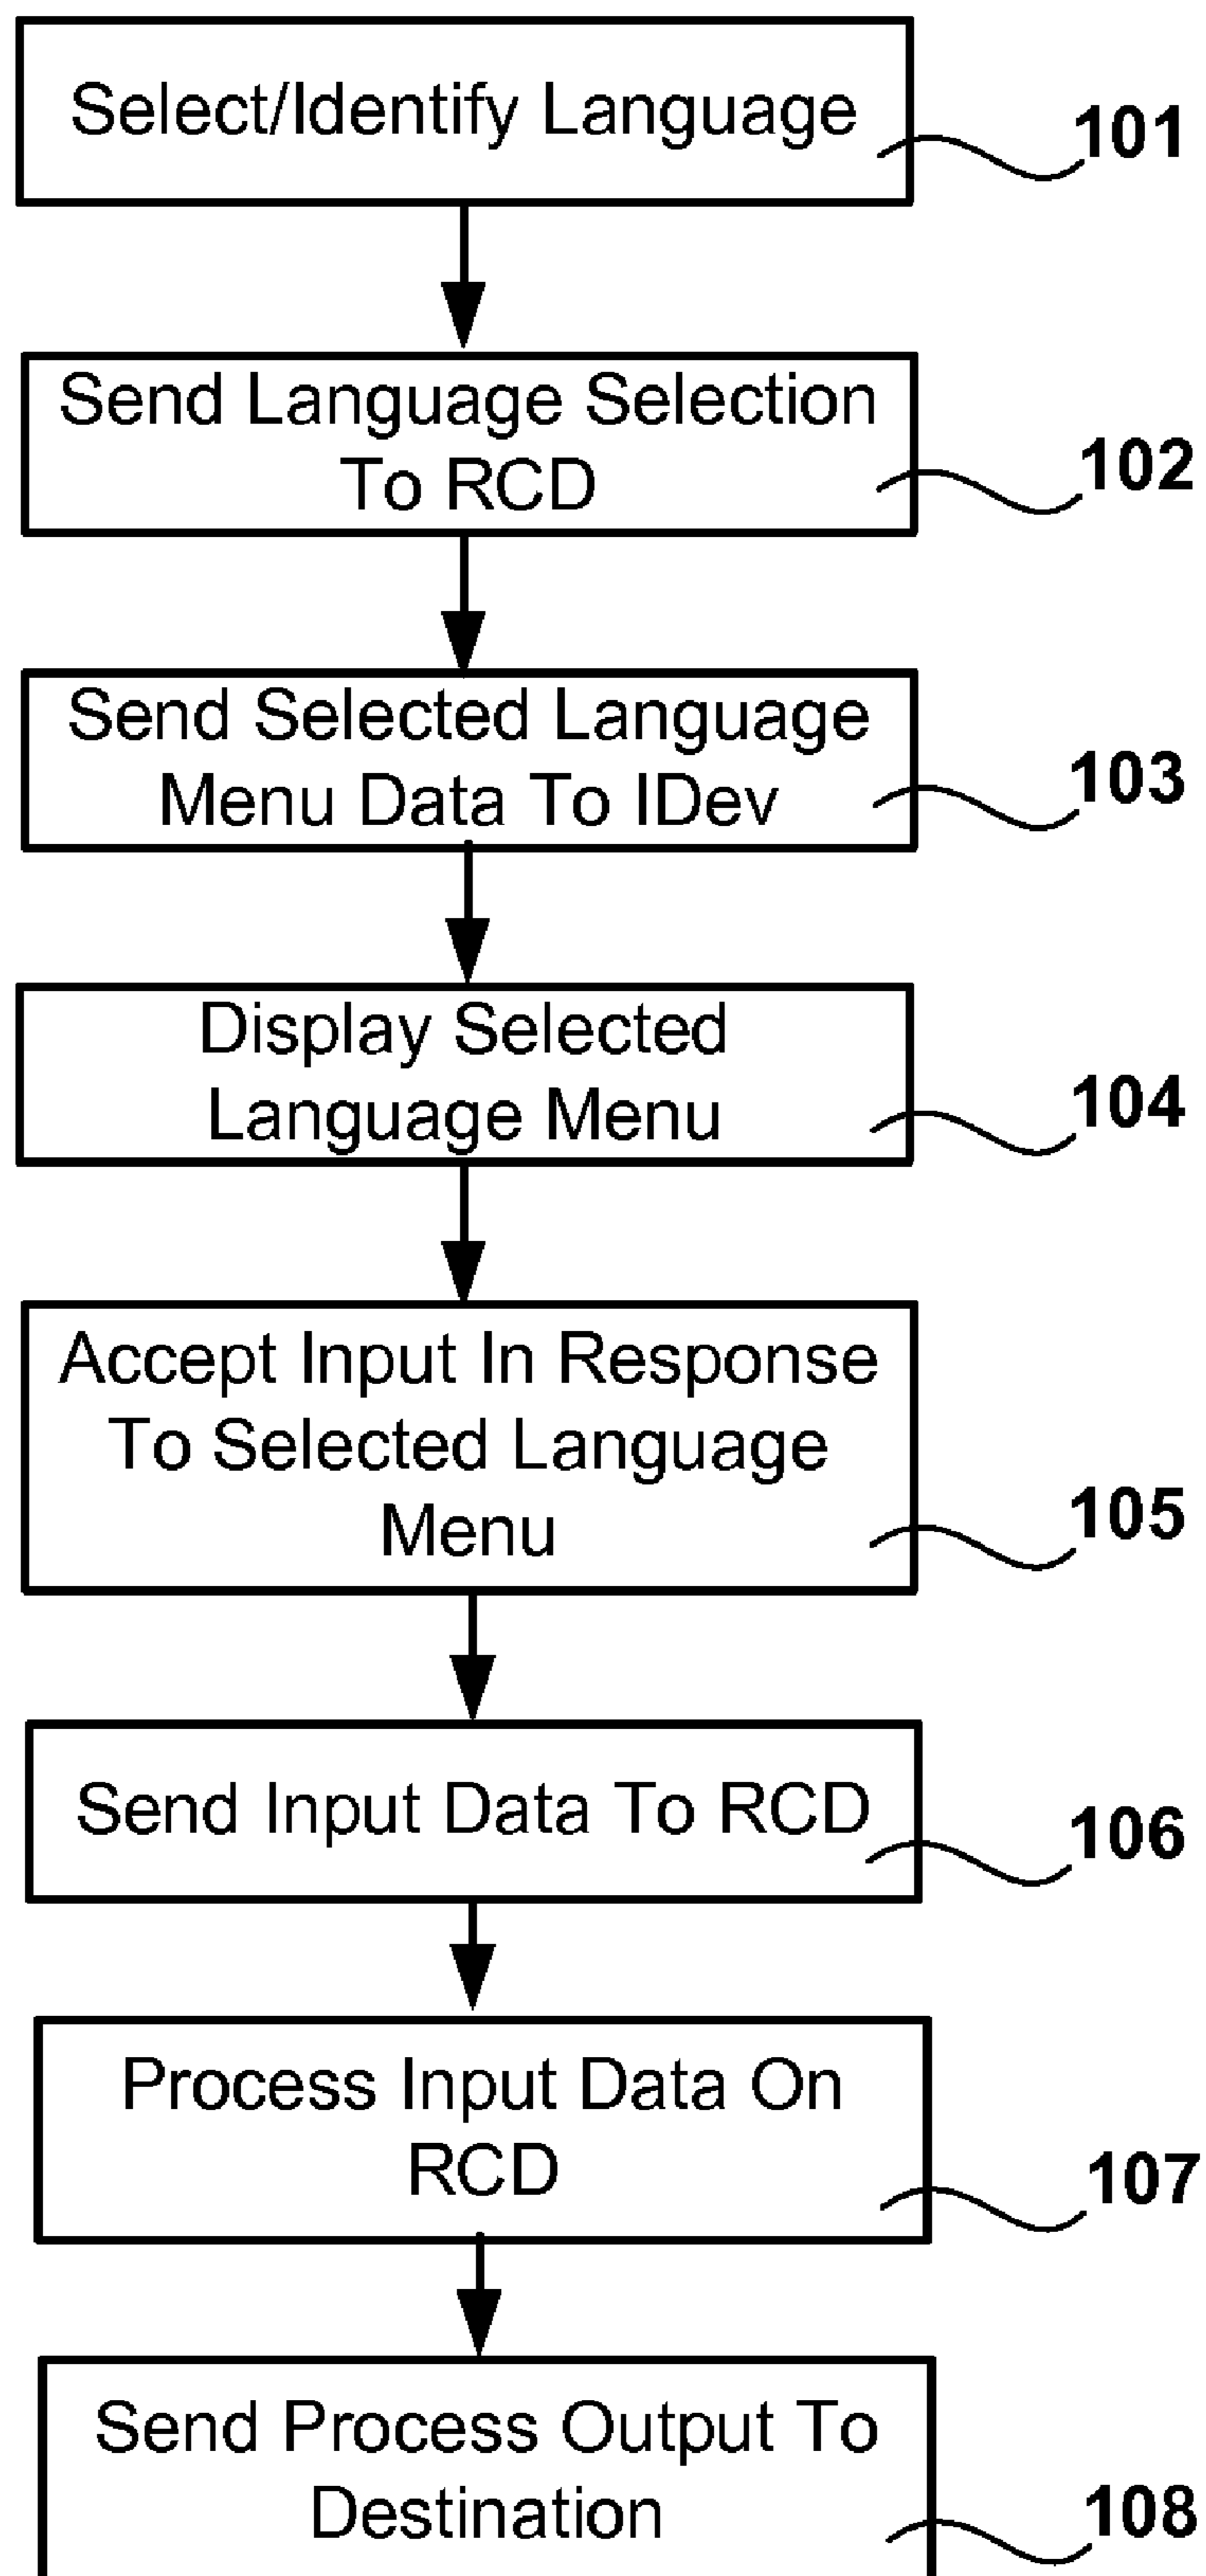 Select/Identify Language
101
Send Language Selection
To RCD
102
Send Selected Language
Menu Data To IDev
103
Display Selected
Language Menu
104
Accept Input In Response
To Selected Language
Menu
105
Send Input Data To RCD
106
Process Input Data On
RCD
107
Send Process Output To
Destination
108